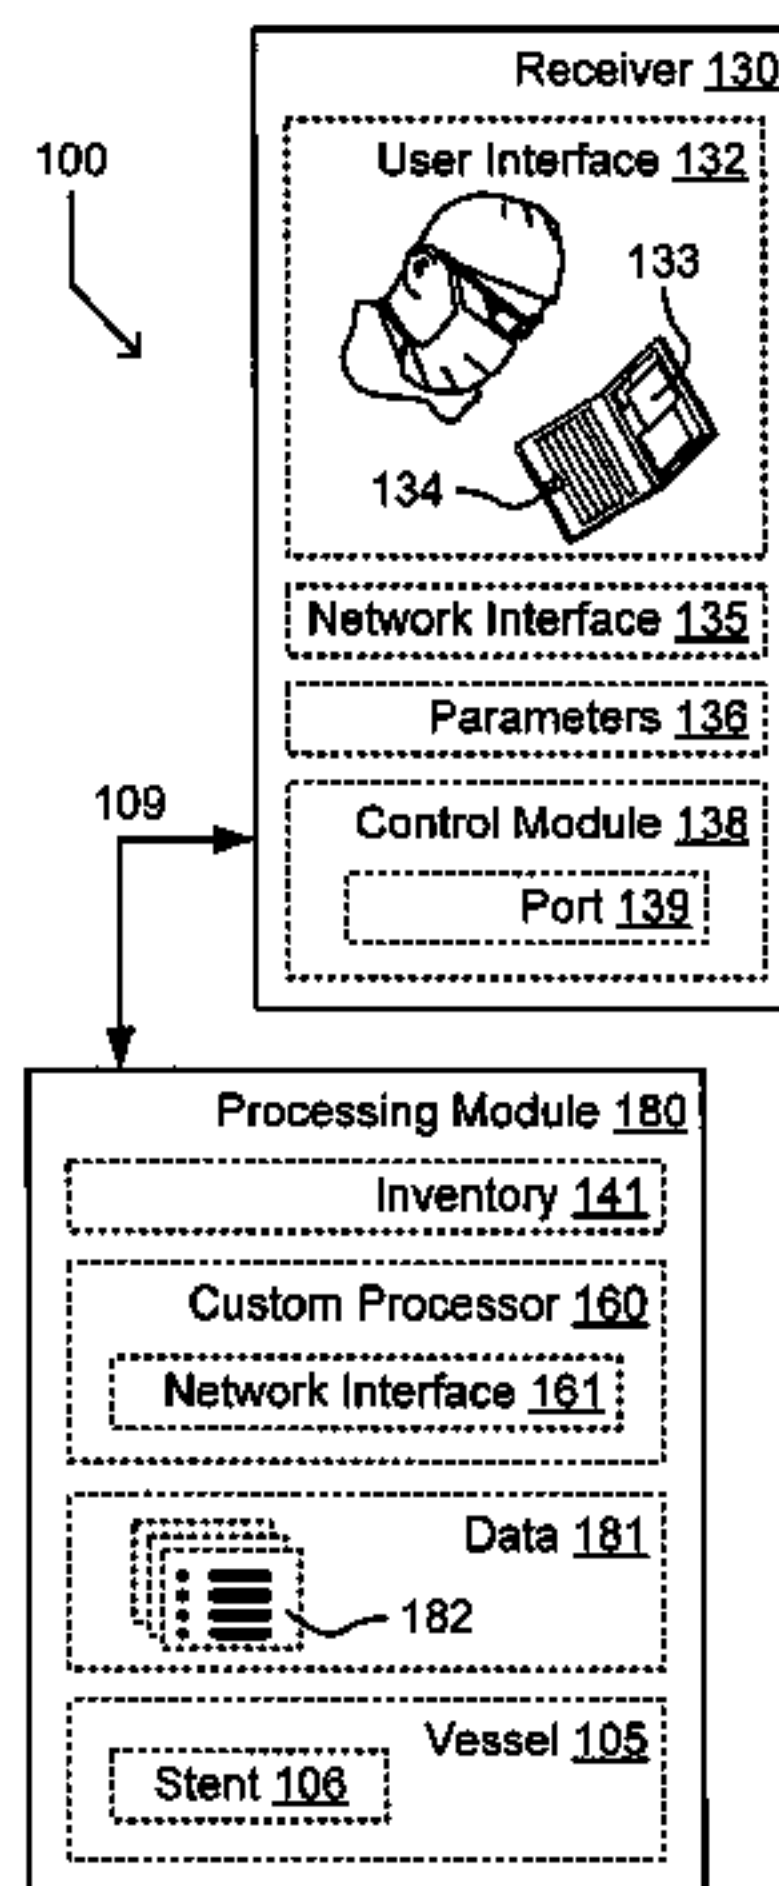 Receiver 130
100
User Interface 132
133
134
Network Interface 135
Parameters 136
109
Control Module 138
Port 139
Processing Module 180
Inventory 141
Custom Processor 160
Network Interface 161
Data 181
182
Vessel 105
Stent 106